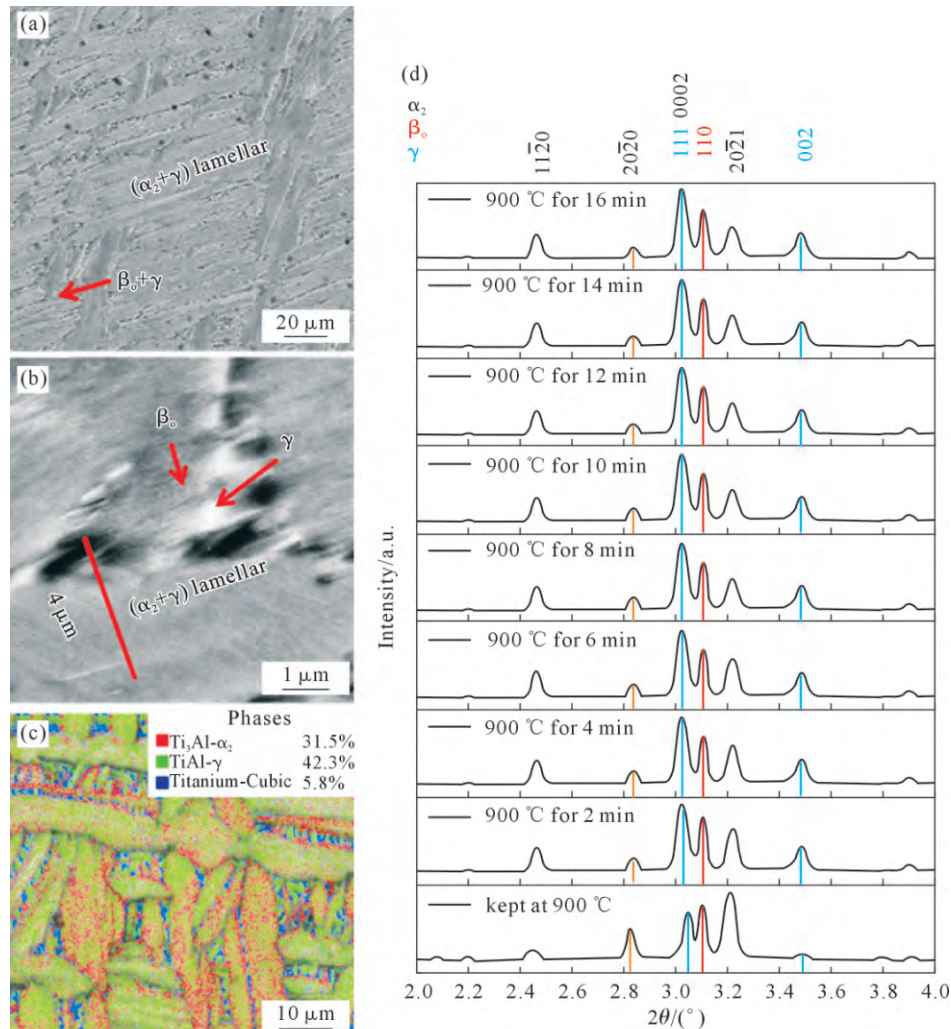 (a)
(α₂+γ) lamellar
βₒ+γ
20 μm
(b)
βₒ
γ
(α₂+γ) lamellar
4 μm
1 μm
(c)
Phases
Ti₃Al-α₂ 31.5%
TiAl-γ 42.3%
Titanium-Cubic 5.8%
10 μm
(d)
α₂
βₒ
γ
112̄0
202̄0
111
0002
110
202̄1
002
900 ℃ for 16 min
900 ℃ for 14 min
900 ℃ for 12 min
900 ℃ for 10 min
900 ℃ for 8 min
900 ℃ for 6 min
900 ℃ for 4 min
900 ℃ for 2 min
kept at 900 ℃
Intensity/a.u.
2.0 2.4 2.6 2.8 3.0 3.2 3.4 3.6 3.8 4.0
2θ/(°)